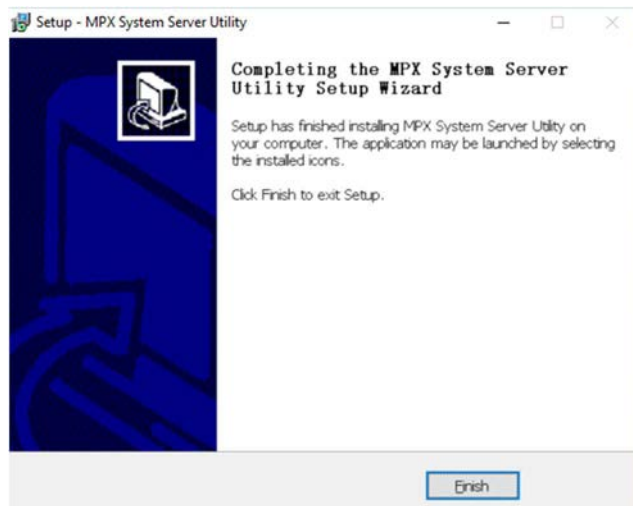 Setup - MPX System Server Utility
Completing the MPX System Server
Utility Setup Wizard
Setup has finished installing MPX System Server Utility on
your computer. The application may be launched by selecting
the installed icons.
Click Finish to exit Setup.
Finish